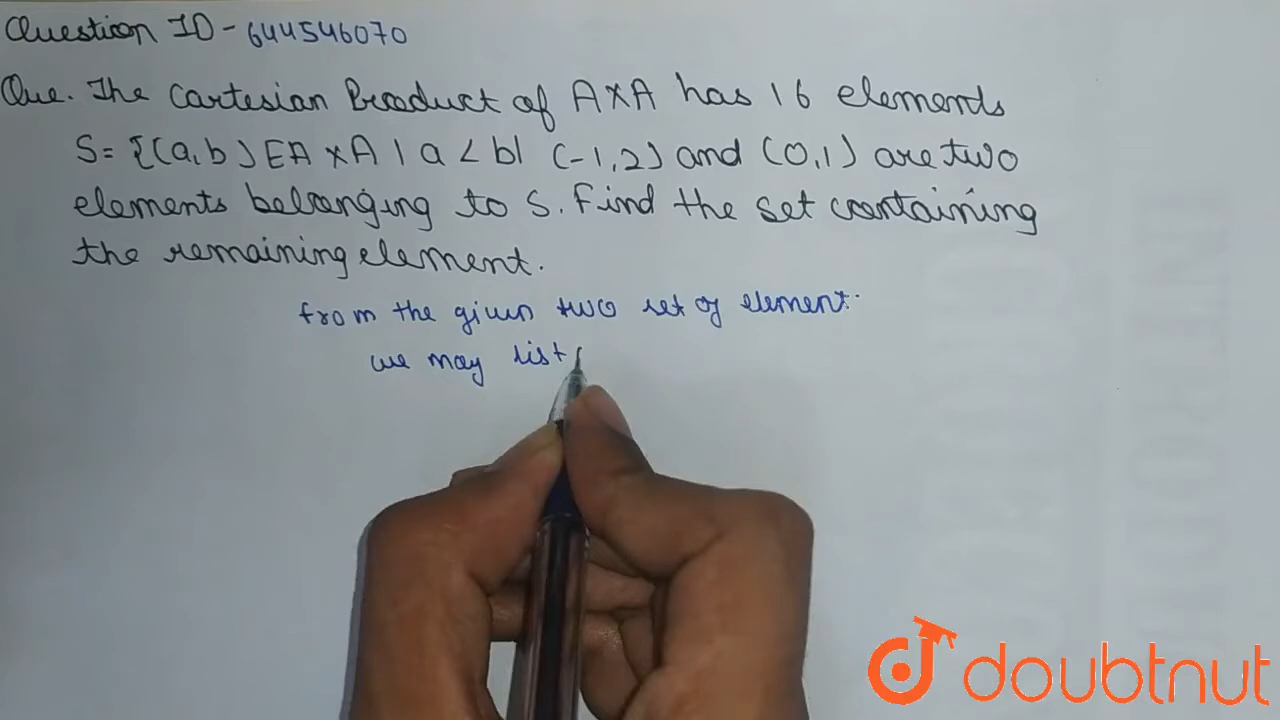 Question ID - 644546070
Que. The Cartesian Product of A×A has 16 elements
S= {(a,b) E A × A | a < b| (-1,2) and (0,1) are two
elements belonging to S. Find the set containing
the remaining element.
from the given two set of element.
we may list
doubtnut